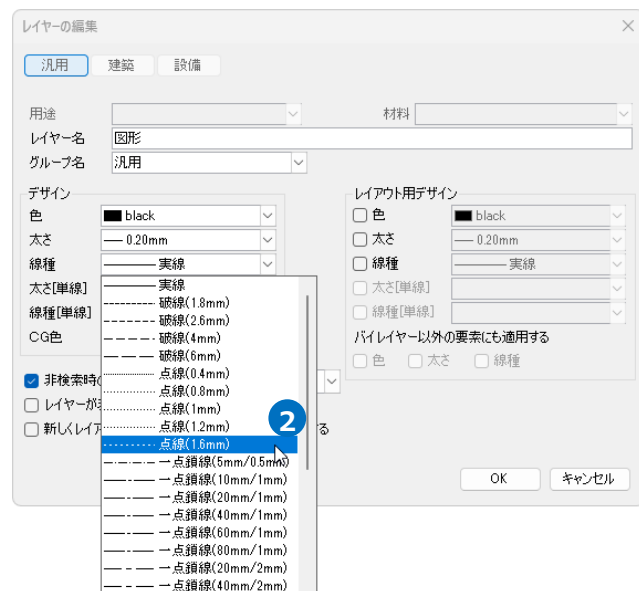 レイヤーの編集
汎用 建築 設備
用途 材料
レイヤー名 図形
グループ名 汎用
デザイン レイアウト用デザイン
色 black 色 black
太さ 0.20mm 太さ 0.20mm
線種 実線 線種 実線
太さ[単線] 実線 太さ[単線]
破線(1.8mm)
線種[単線] 破線(2.6mm) 線種[単線]
CG色 破線(4mm) バイレイヤー以外の要素にも適用する
破線(6mm) 色 太さ 線種
非検索時の 点線(0.4mm)
点線(0.8mm)
レイヤーが 点線(1mm)
新しくレイア 点線(1.2mm) 2 る
点線(1.6mm)
一点鎖線(5mm/0.5mm)
一点鎖線(10mm/1mm) OK キャンセル
一点鎖線(20mm/1mm)
一点鎖線(40mm/1mm)
一点鎖線(60mm/1mm)
一点鎖線(80mm/1mm)
一点鎖線(20mm/2mm)
一点鎖線(40mm/2mm)